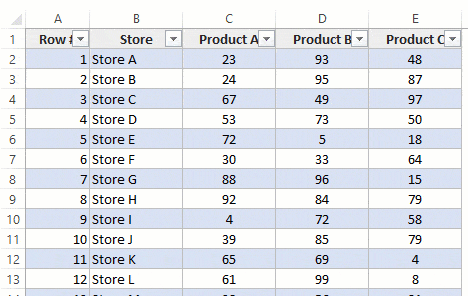 A B C D E
1 Row # Store Product A Product B Product C
2 1 Store A 23 93 48
3 2 Store B 24 95 87
4 3 Store C 67 49 97
5 4 Store D 53 73 50
6 5 Store E 72 5 18
7 6 Store F 30 33 64
8 7 Store G 88 96 15
9 8 Store H 92 84 79
10 9 Store I 4 72 58
11 10 Store J 39 85 79
12 11 Store K 65 69 4
13 12 Store L 61 99 8